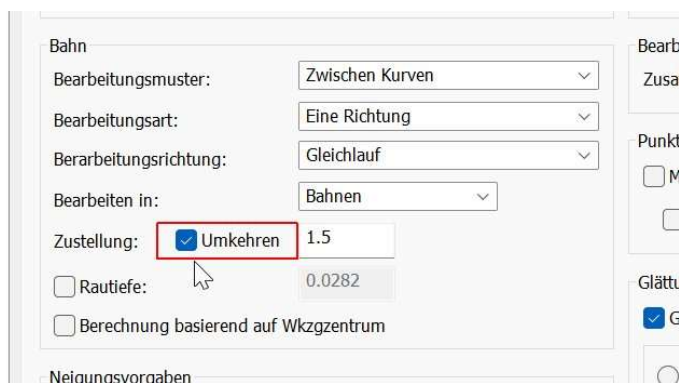 Bahn
Bearbeitungsmuster: Zwischen Kurven
Bearbeitungsart: Eine Richtung
Berarbeitungsrichtung: Gleichlauf
Bearbeiten in: Bahnen
Zustellung: Umkehren 1.5
Rautiefe: 0.0282
Berechnung basierend auf Wkzgzentrum
Neigungsvorgaben